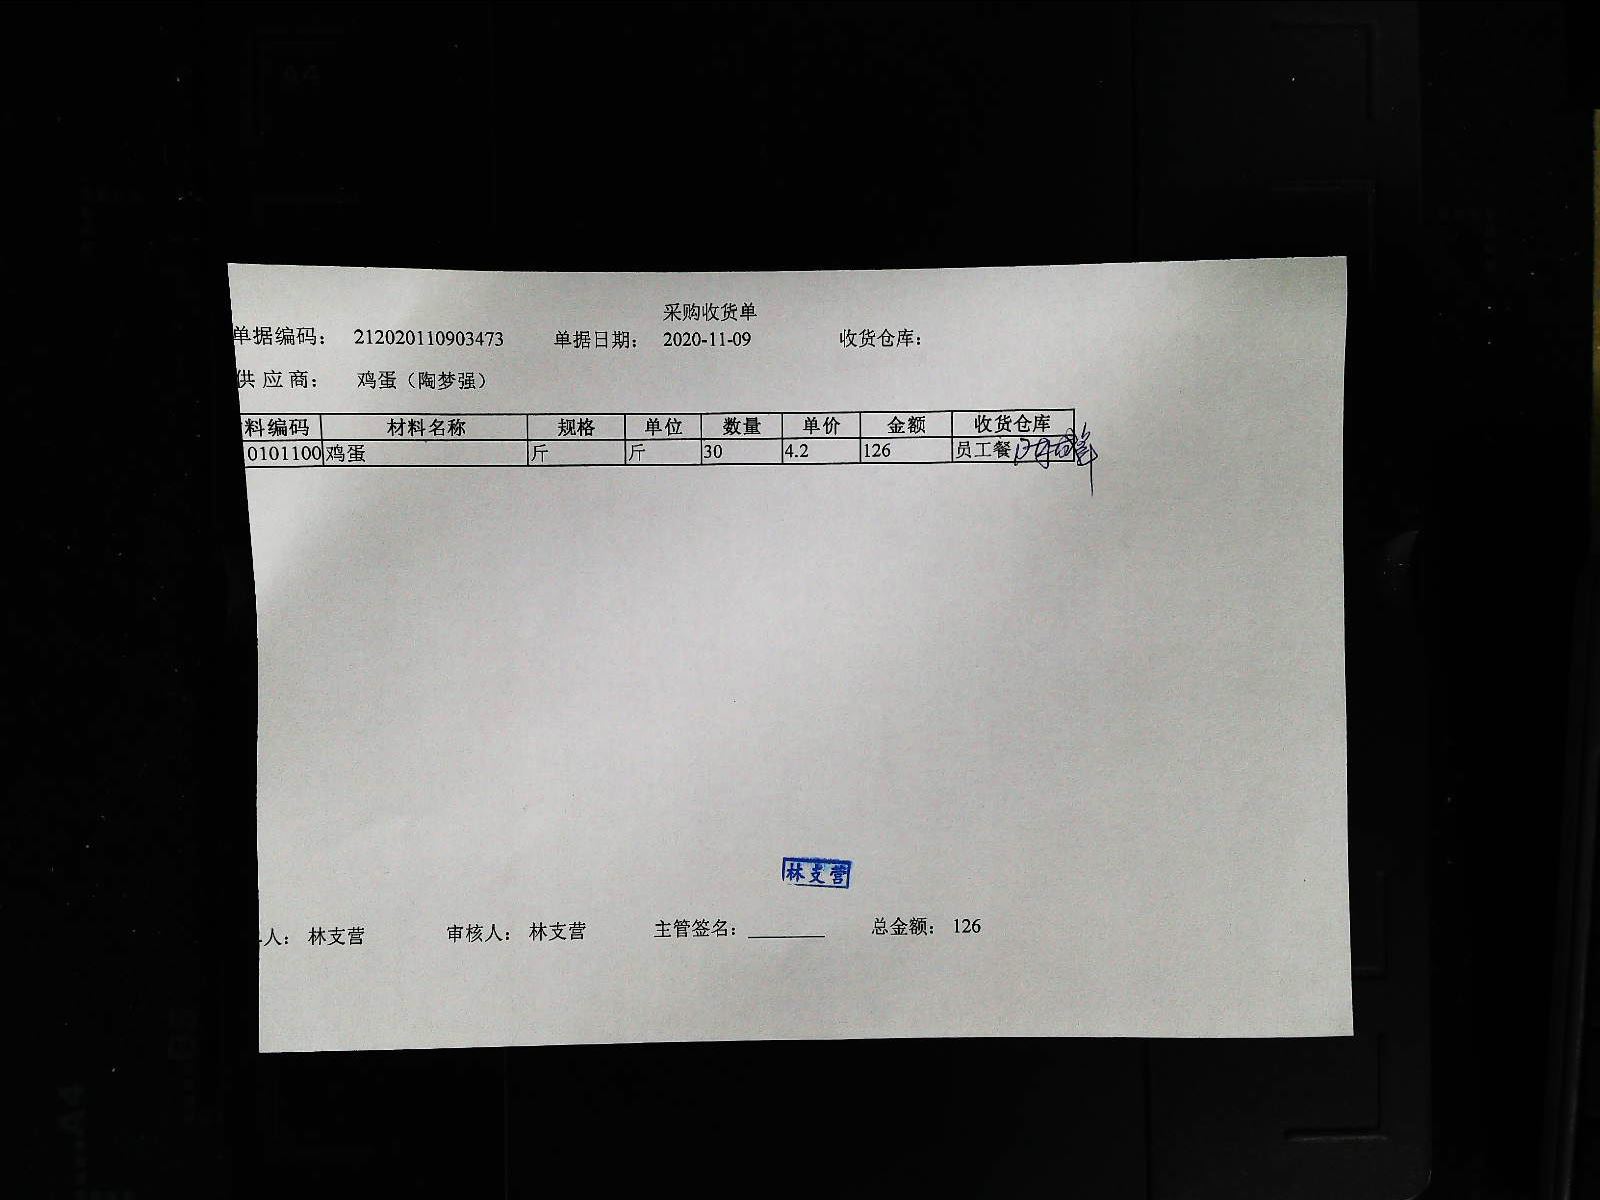 采购收货单
单据编码： 212020110903473 单据日期： 2020-11-09 收货仓库：
供 应 商： 鸡蛋（陶梦强）
料编码 材料名称 规格 单位 数量 单价 金额 收货仓库
0101100 鸡蛋 斤 斤 30 4.2 126 员工餐
林支营
人： 林支营 审核人： 林支营 主管签名： 总金额： 126